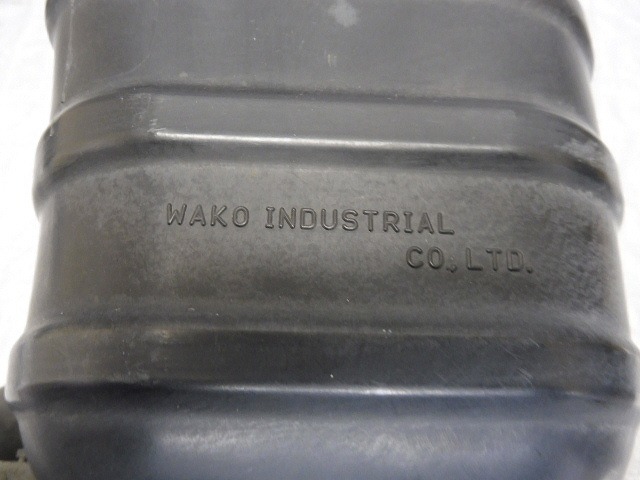 WAKO INDUSTRIAL
CO., LTD.